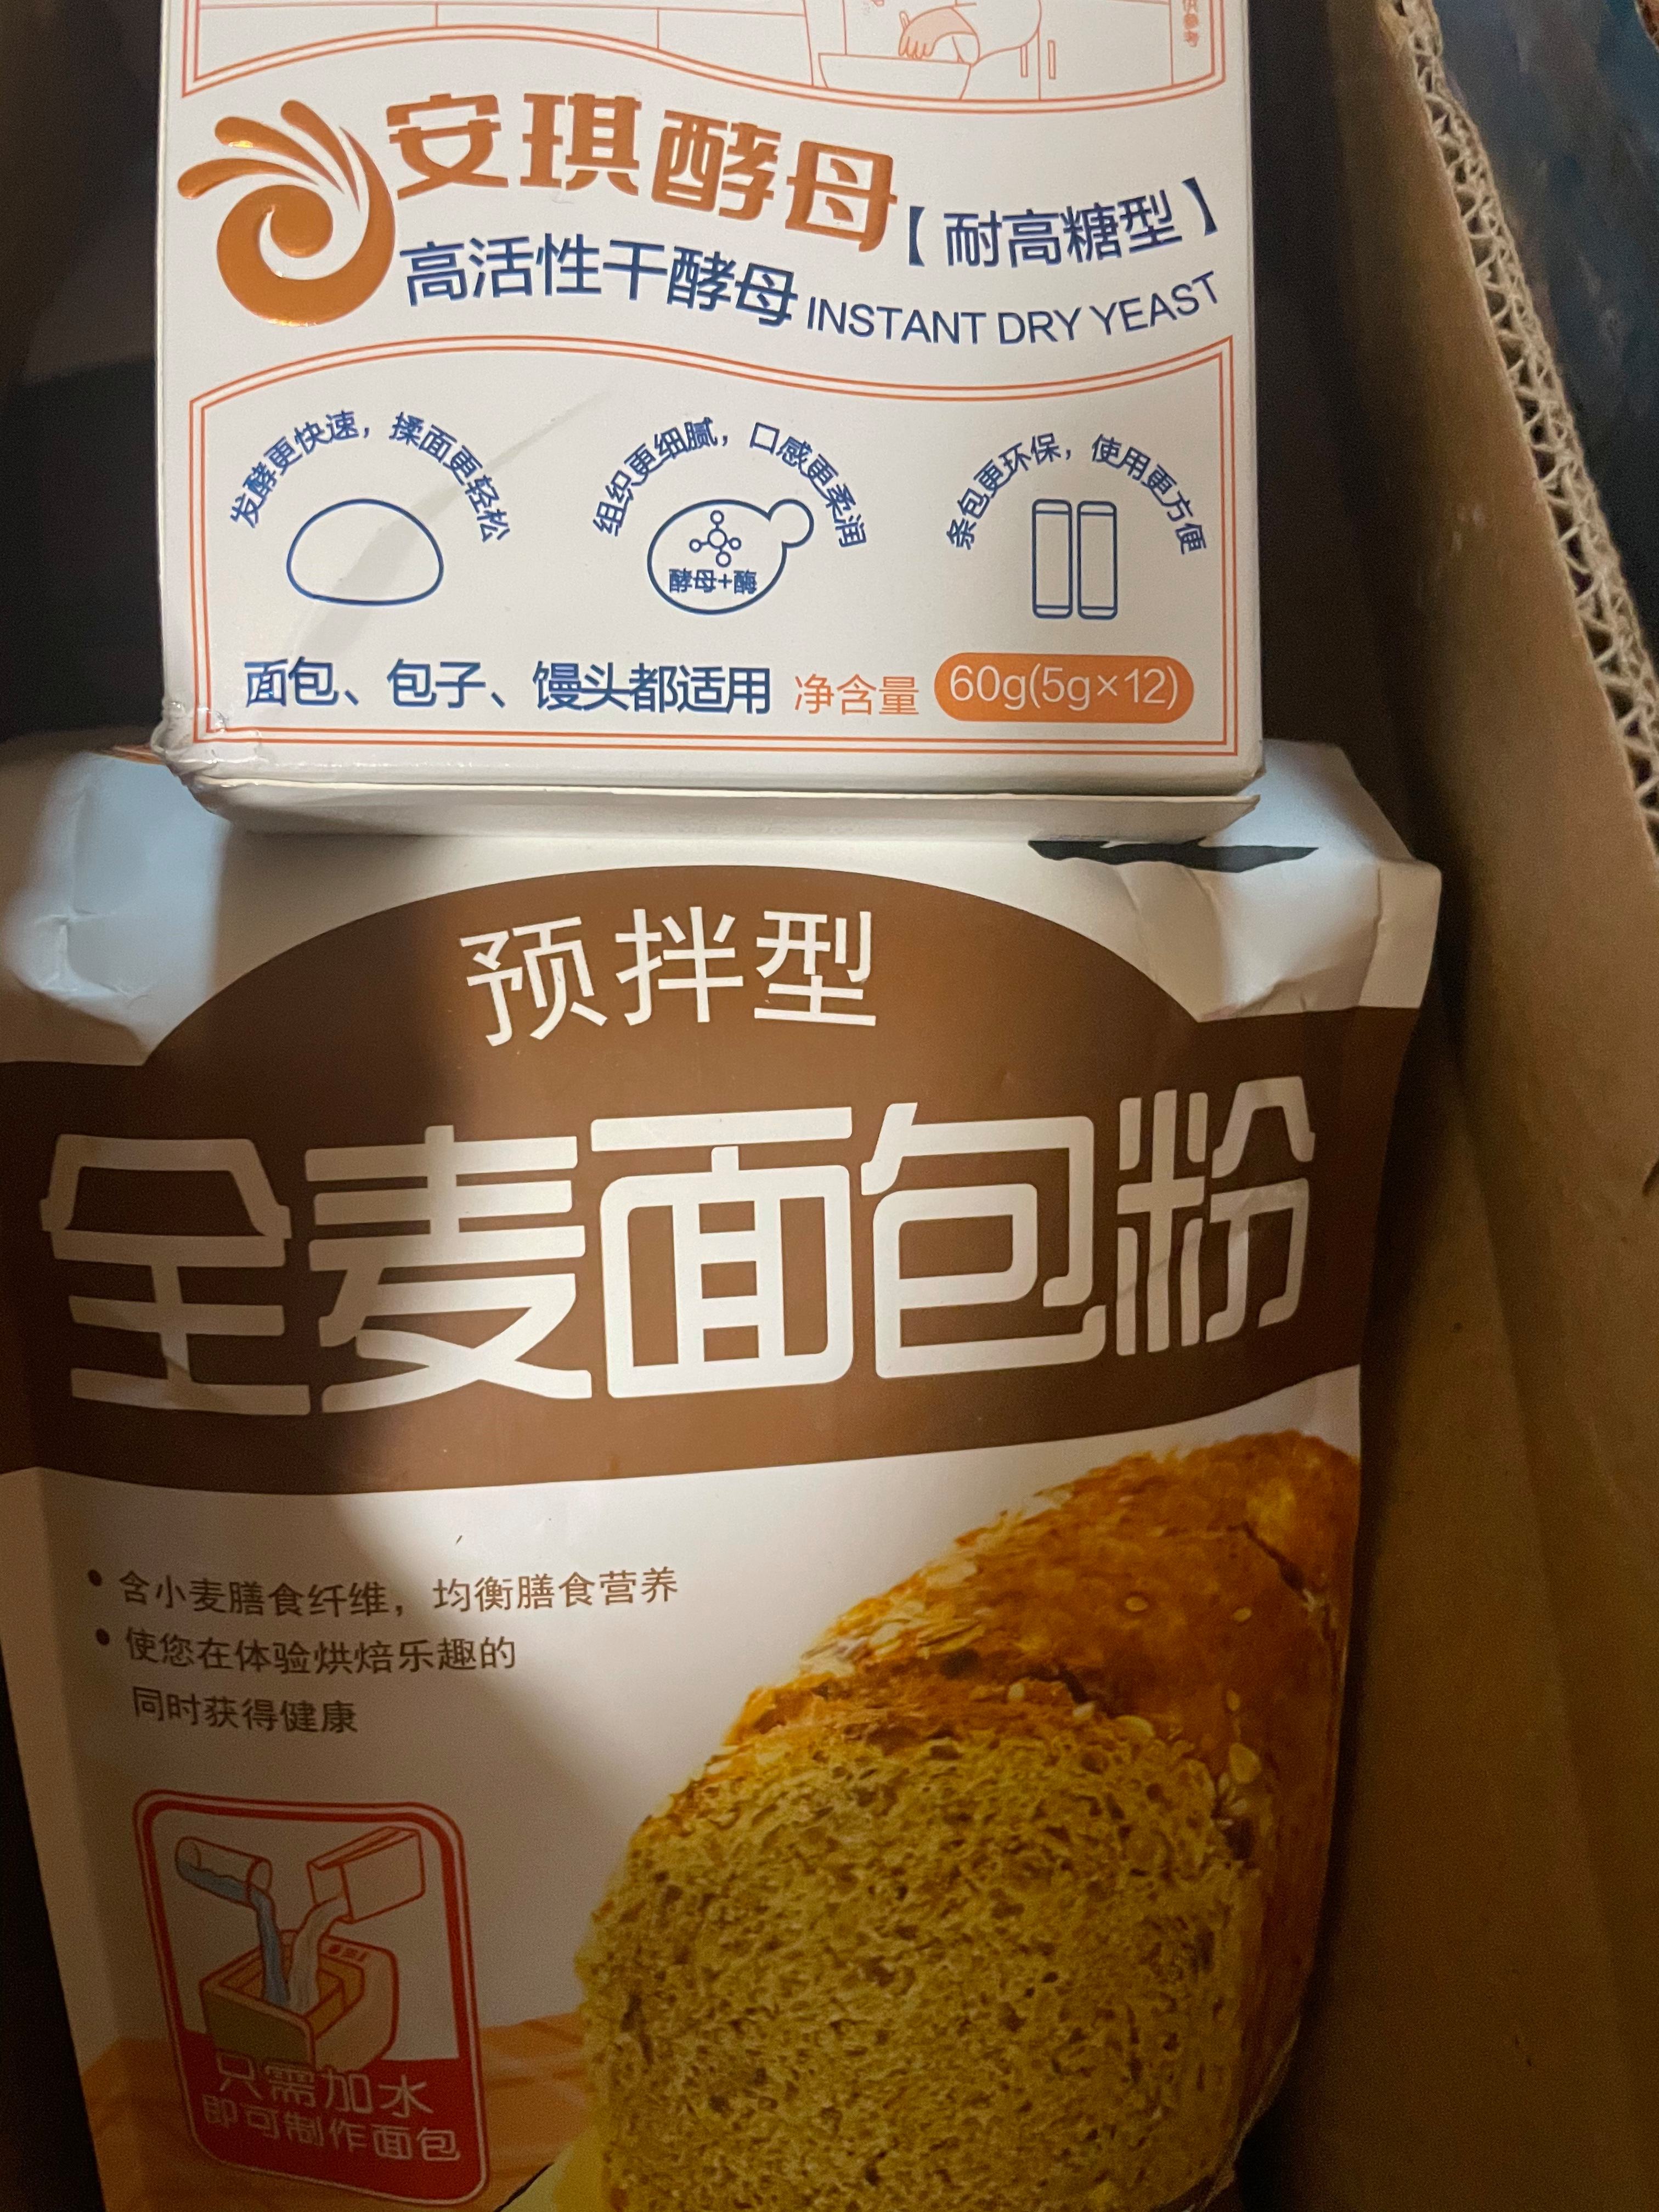 供参考
安琪酵母
【耐高糖型】
高活性干酵母 INSTANT DRY YEAST
发酵更快速，揉面更轻松
组织更细腻，口感更柔润
条包更环保，使用更方便
酵母+酶
面包、包子、馒头都适用 净含量 60g(5g×12)
预拌型
全麦面包粉
• 含小麦膳食纤维，均衡膳食营养
• 使您在体验烘焙乐趣的
同时获得健康
只需加水
即可制作面包